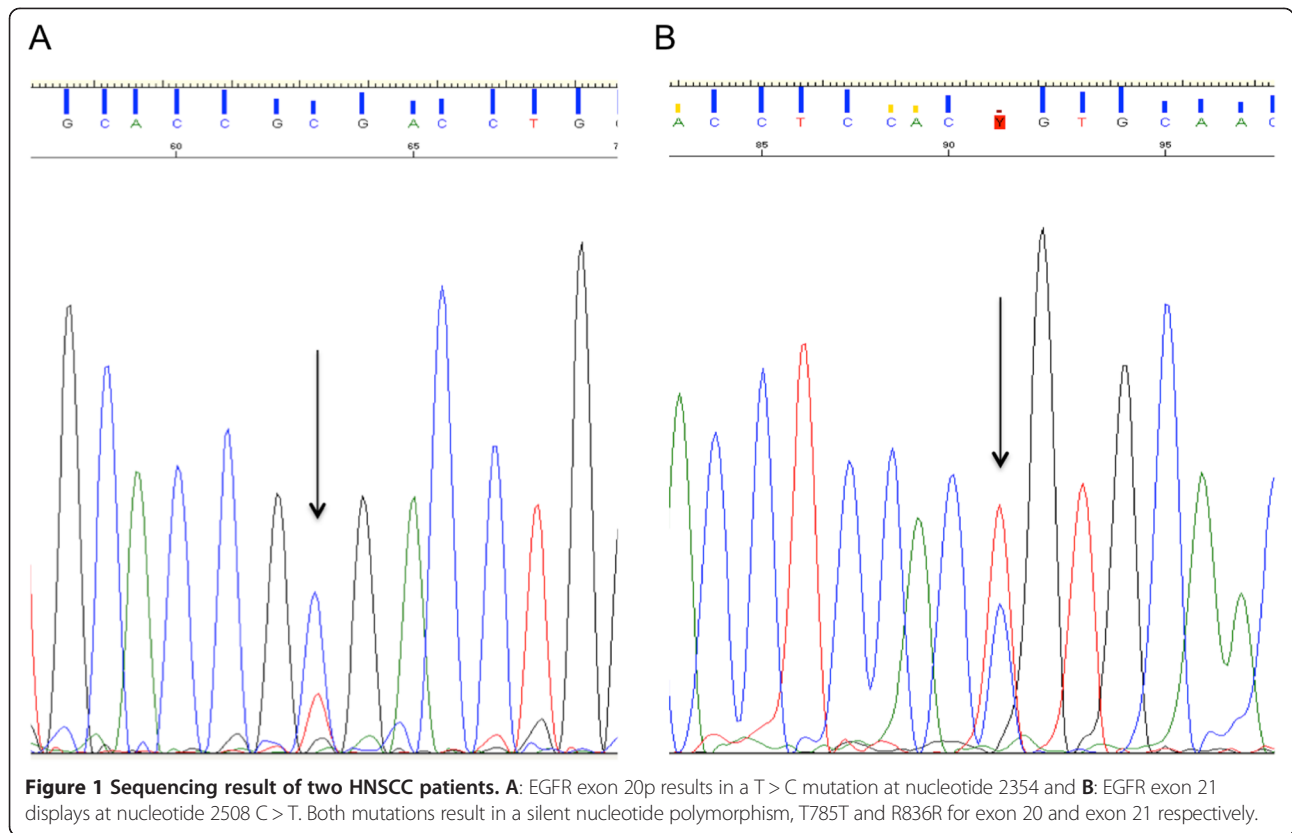 A
B
G C A C C G C G A C C T G
60 65 7
A C C T C C A C Y G T G C A A C
85 90 95
Figure 1 Sequencing result of two HNSCC patients. A: EGFR exon 20p results in a T > C mutation at nucleotide 2354 and B: EGFR exon 21
displays at nucleotide 2508 C > T. Both mutations result in a silent nucleotide polymorphism, T785T and R836R for exon 20 and exon 21 respectively.